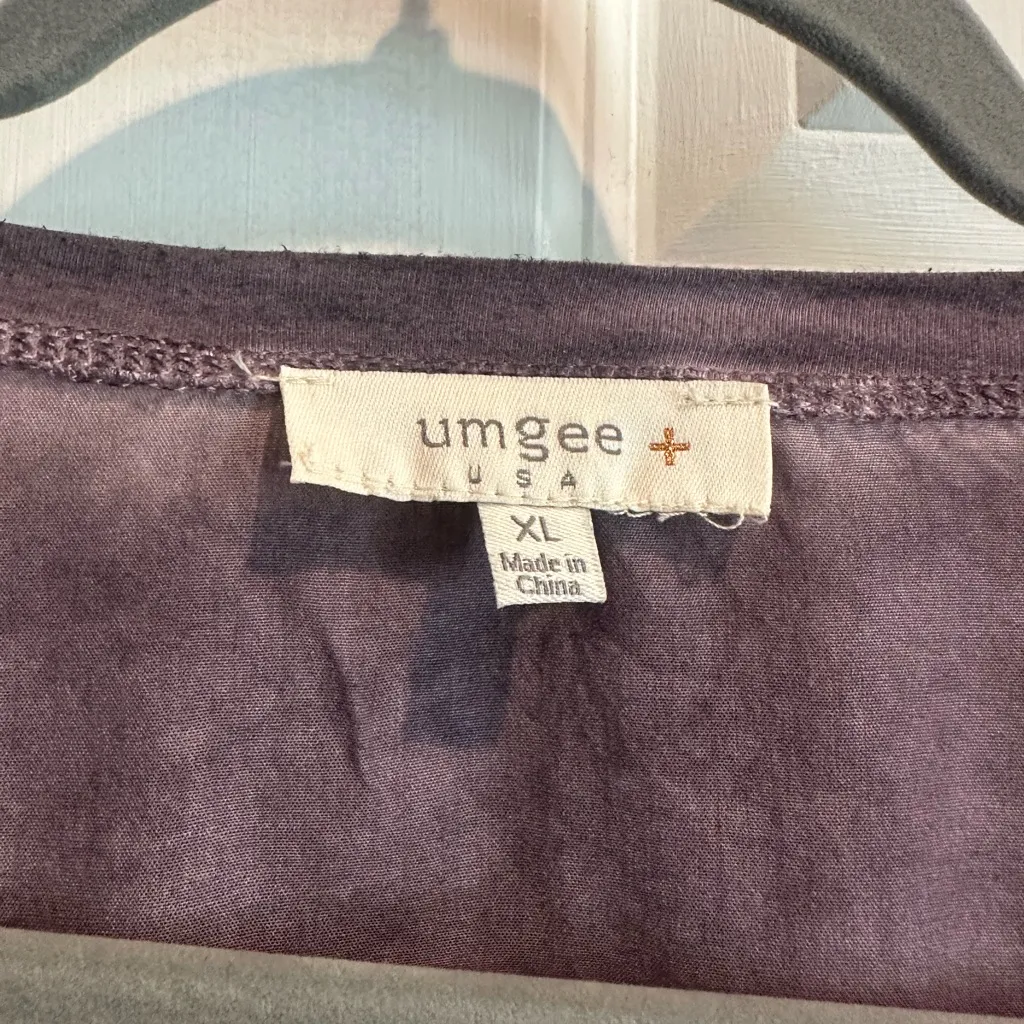 umgee +
USA
XL
Made in
China